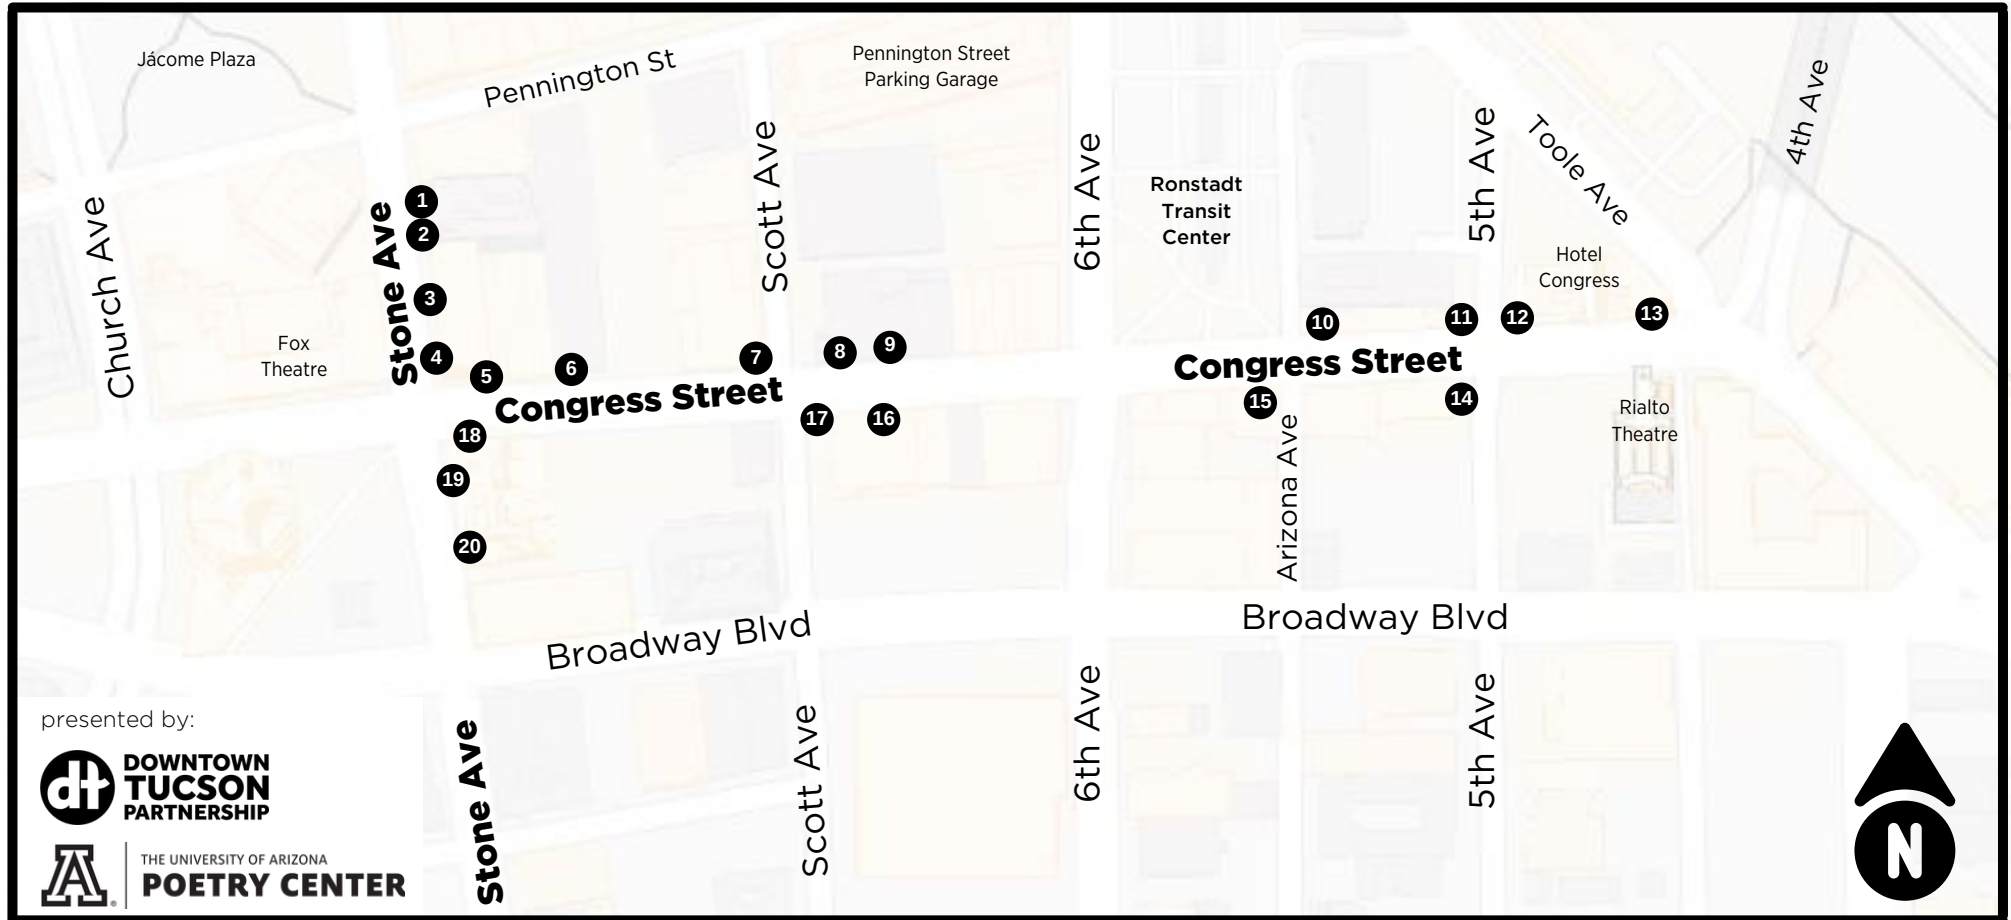 Jácome Plaza
Pennington St
Pennington Street
Parking Garage
4th Ave
Church Ave
Stone Ave
Scott Ave
6th Ave
Ronstadt
Transit
Center
5th Ave
Toole Ave
Hotel
Congress
Fox
Theatre
1
2
3
4
5
6
7
8
9
10
11
12
13
Congress Street
Congress Street
14
15
16
17
18
19
20
Arizona Ave
Rialto
Theatre
Broadway Blvd
Broadway Blvd
Stone Ave
Scott Ave
6th Ave
5th Ave
presented by:
dt
DOWNTOWN
TUCSON
PARTNERSHIP
A
THE UNIVERSITY OF ARIZONA
POETRY CENTER
N